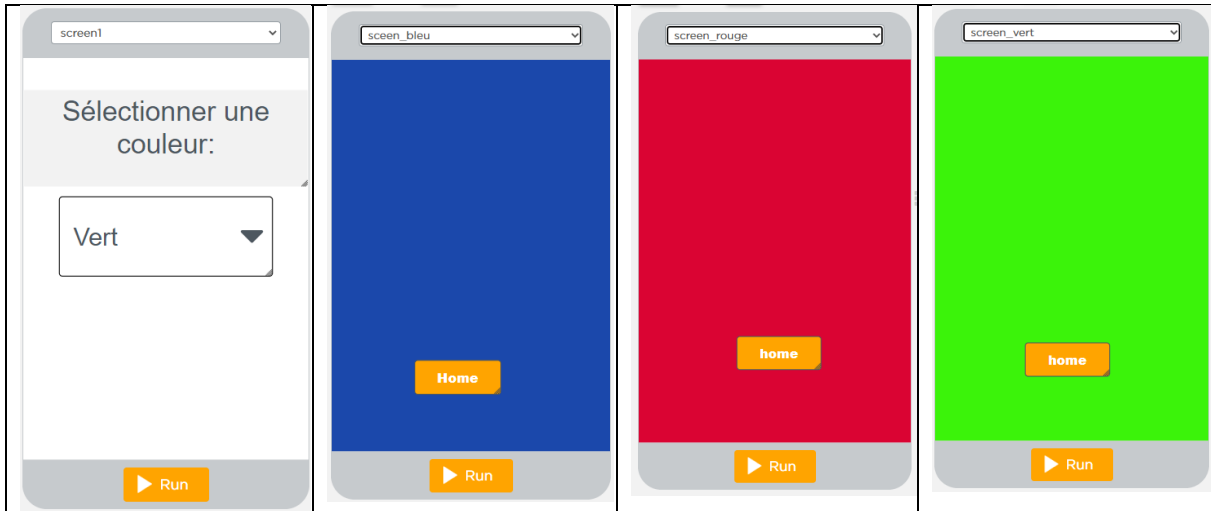 screen1
Sélectionner une
couleur:
Vert
Run
sceen_bleu
Home
Run
screen_rouge
home
Run
screen_vert
home
Run